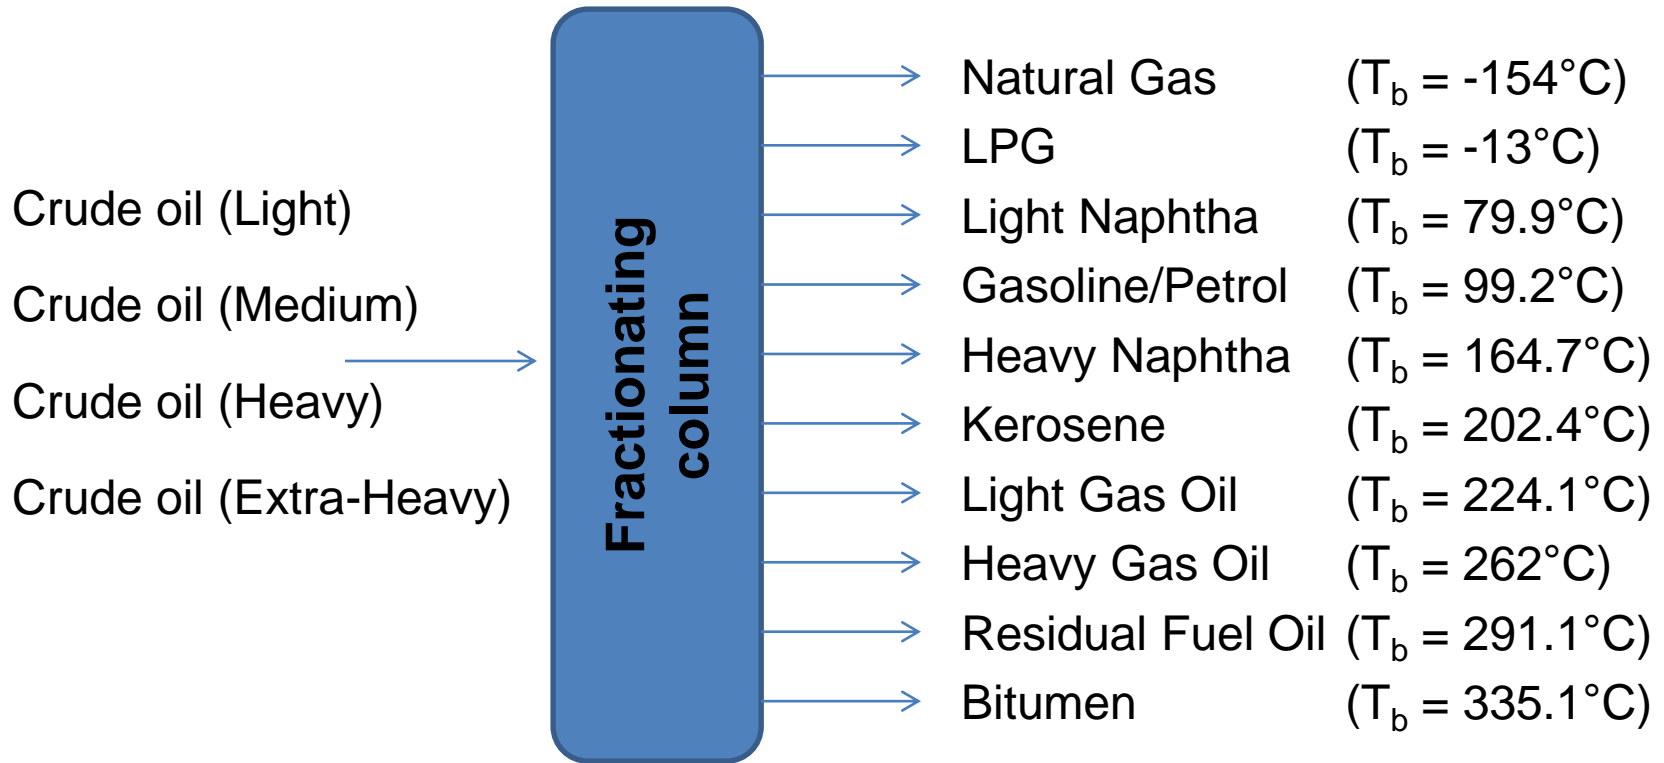 Crude oil (Light)
Crude oil (Medium)
Crude oil (Heavy)
Crude oil (Extra-Heavy)
Fractionating
column
Natural Gas (Tb = -154°C)
LPG (Tb = -13°C)
Light Naphtha (Tb = 79.9°C)
Gasoline/Petrol (Tb = 99.2°C)
Heavy Naphtha (Tb = 164.7°C)
Kerosene (Tb = 202.4°C)
Light Gas Oil (Tb = 224.1°C)
Heavy Gas Oil (Tb = 262°C)
Residual Fuel Oil (Tb = 291.1°C)
Bitumen (Tb = 335.1°C)